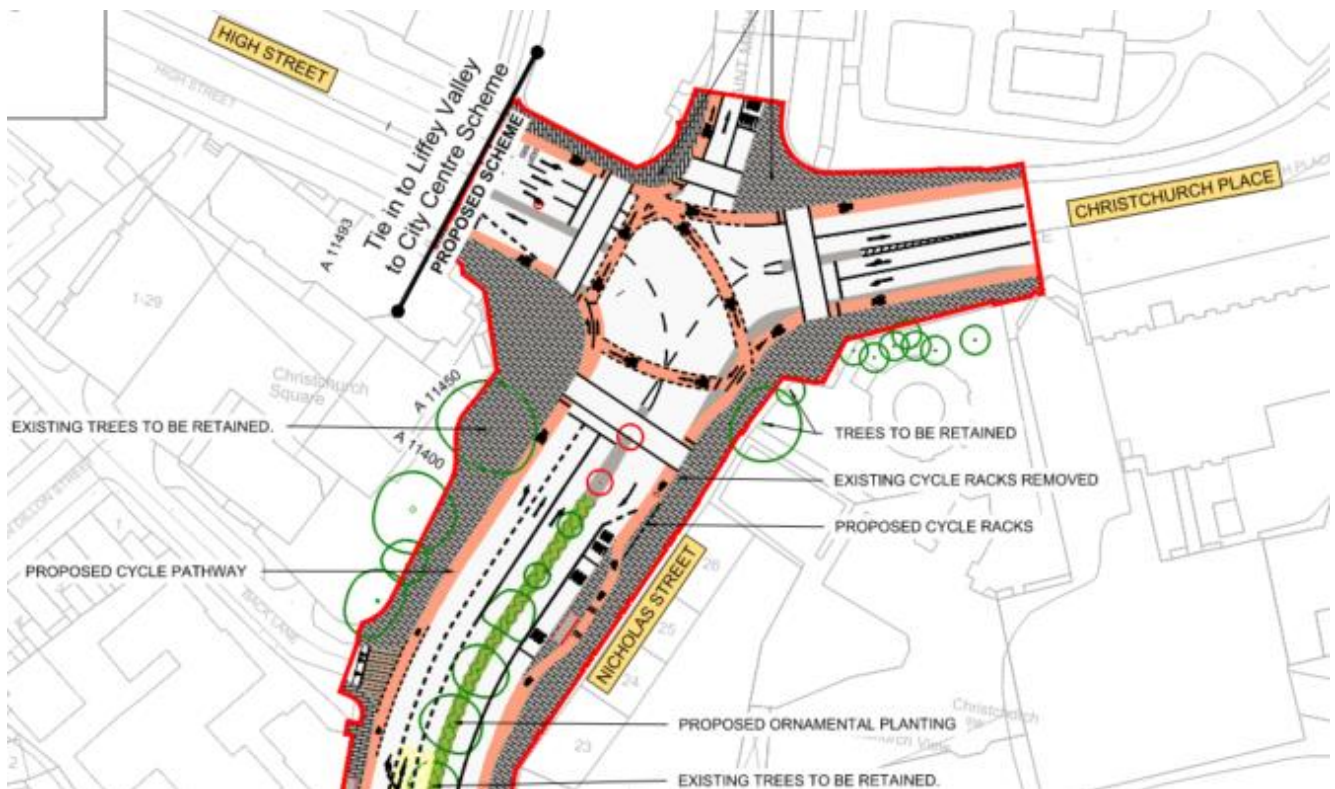 HIGH STREET
HIGH STREET
Tie in to Liffey Valley
to City Centre Scheme
PROPOSED SCHEME
A 11493
CHRISTCHURCH PLACE
1-29
Christchurch
Square
A 11450
A 11400
EXISTING TREES TO BE RETAINED.
TREES TO BE RETAINED
EXISTING CYCLE RACKS REMOVED
PROPOSED CYCLE RACKS
PROPOSED CYCLE PATHWAY
BACK LANE
NICHOLAS STREET
26
25
24
23
PROPOSED ORNAMENTAL PLANTING
EXISTING TREES TO BE RETAINED.
Christchurch